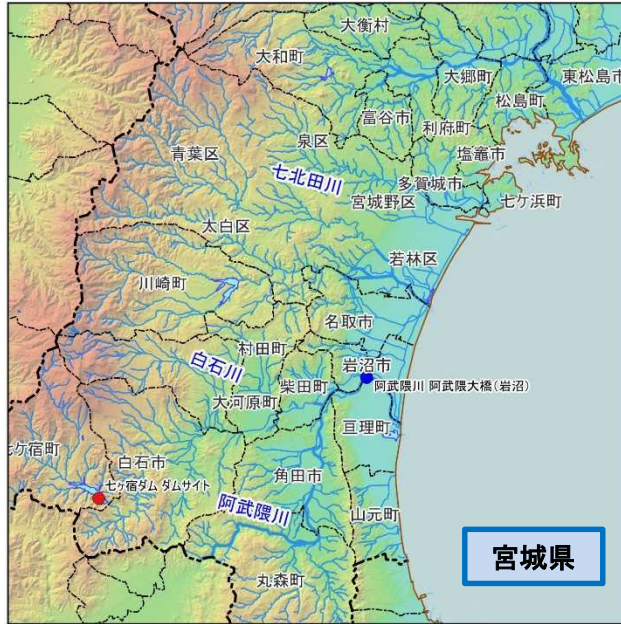 大衡村
大和町
大郷町
東松島市
松島町
富谷市
利府町
泉区
塩竈市
青葉区
七北田川
多賀城市
宮城野区
七ケ浜町
太白区
若林区
川崎町
名取市
村田町
岩沼市
白石川
柴田町
阿武隈川 阿武隈大橋(岩沼)
大河原町
亘理町
七ケ宿町
白石市
角田市
七ヶ宿ダム ダムサイト
阿武隈川
山元町
宮城県
丸森町